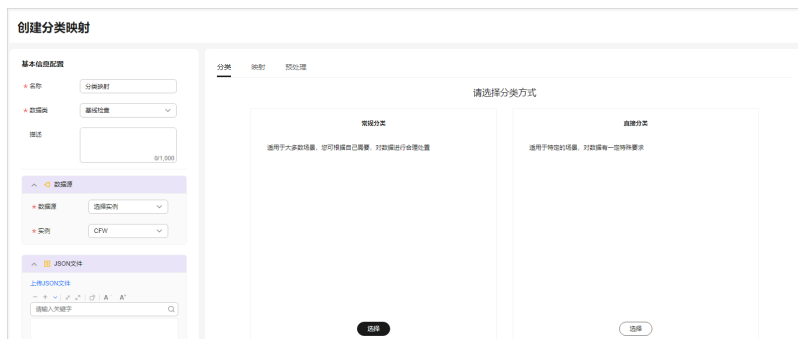 创建分类映射
基本信息配置
★ 名称 分类映射
★ 数据类 基线检查
描述
0/1,000
数据源
★ 数据源 选择实例
★ 实例 CFW
JSON文件
上传JSON文件
A⁻ A⁺
请输入关键字
分类 映射 预处理
请选择分类方式
常规分类
适用于大多数场景，您可根据自己需要，对数据进行合理处置
选择
直接分类
适用于特定的场景，对数据有一定特殊要求
选择